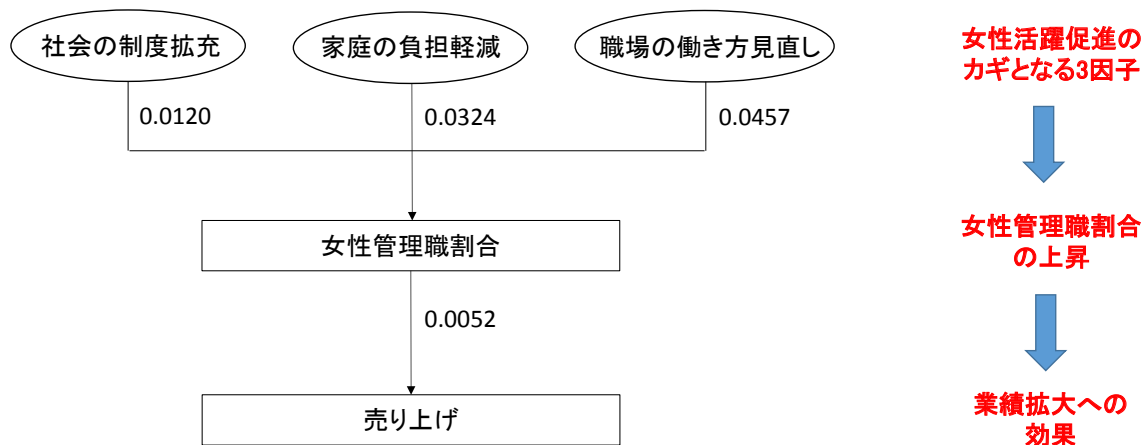 社会の制度拡充
家庭の負担軽減
職場の働き方見直し
女性活躍促進の
カギとなる3因子
0.0120
0.0324
0.0457
女性管理職割合
女性管理職割合
の上昇
0.0052
売り上げ
業績拡大への
効果